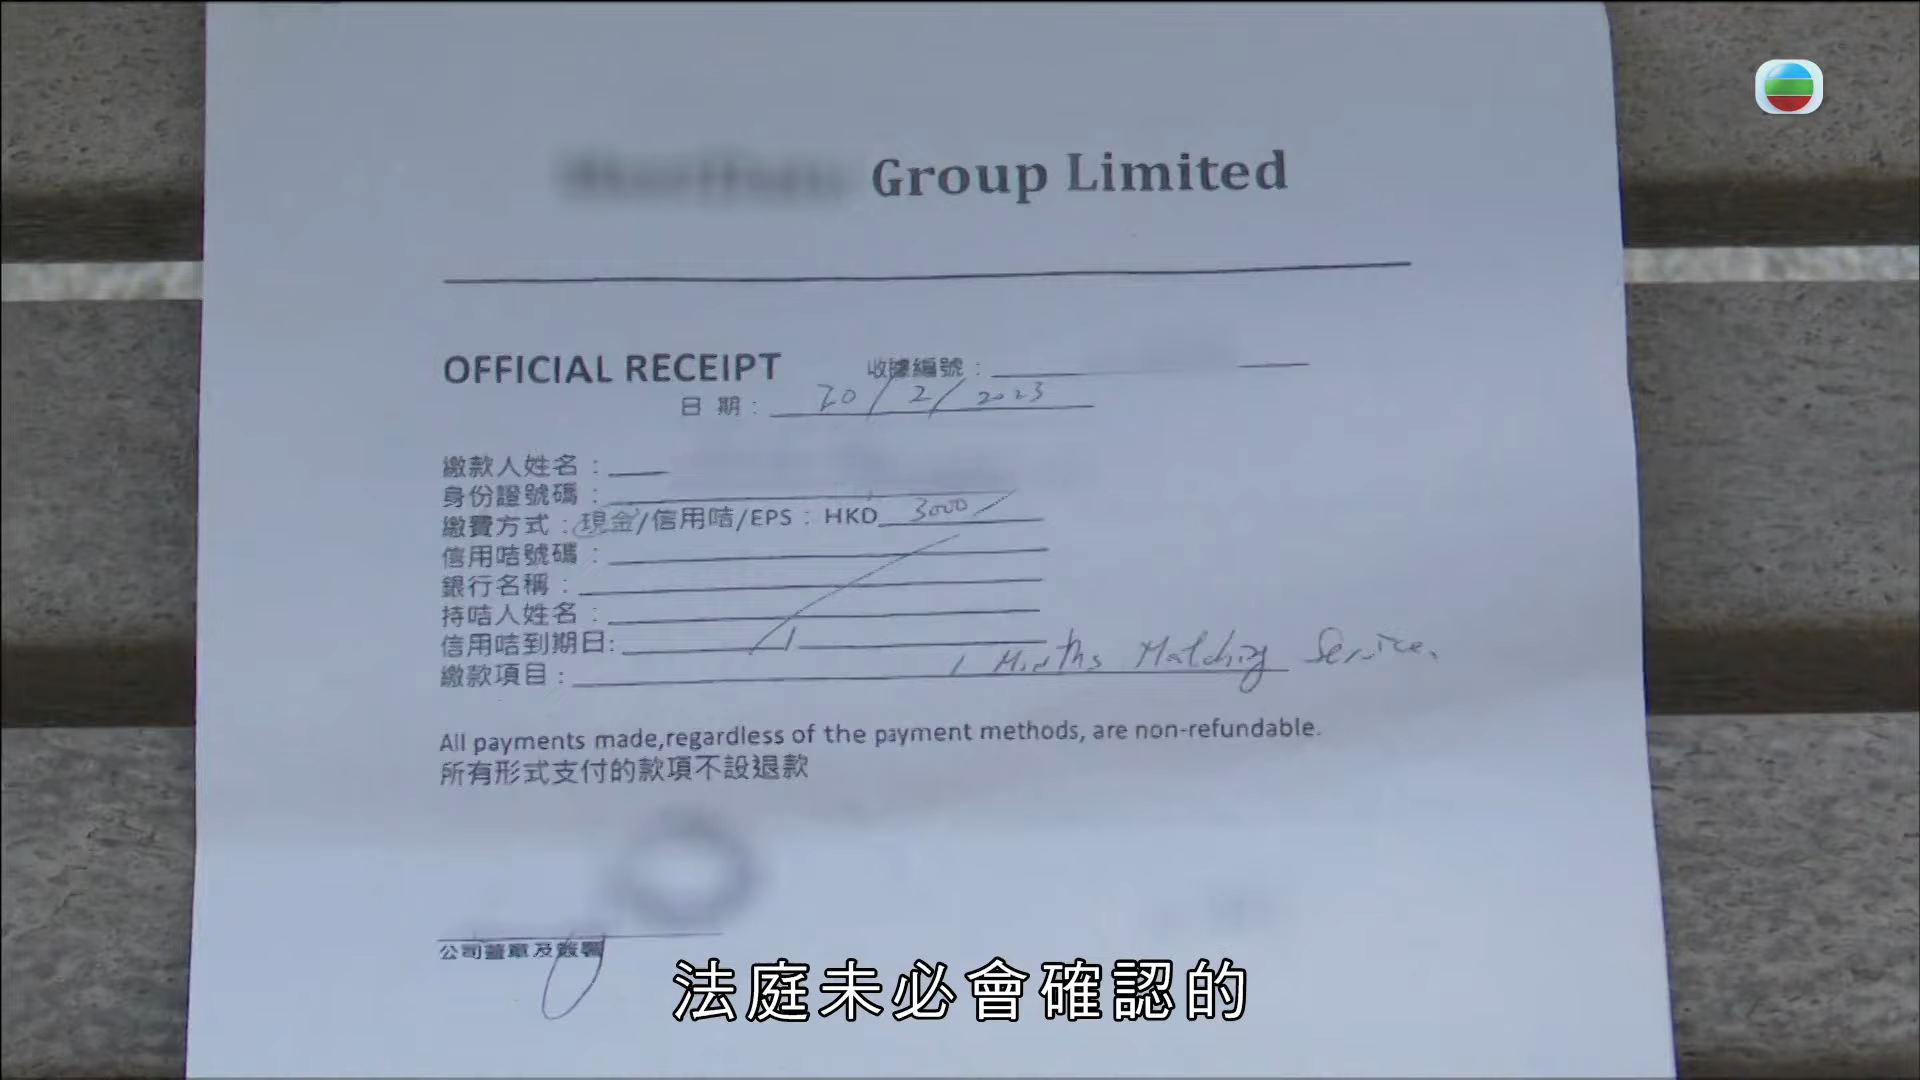 Group Limited
OFFICIAL RECEIPT 收據編號：
日 期： 20/2/2023
繳款人姓名：
身份證號碼：
繳費方式：現金/信用咭/EPS：HKD 3000/
信用咭號碼：
銀行名稱：
持咭人姓名：
信用咭到期日:
繳款項目： 1 Months Matching Service.
All payments made,regardless of the payment methods, are non-refundable.
所有形式支付的款項不設退款
公司蓋章及簽署
法庭未必會確認的